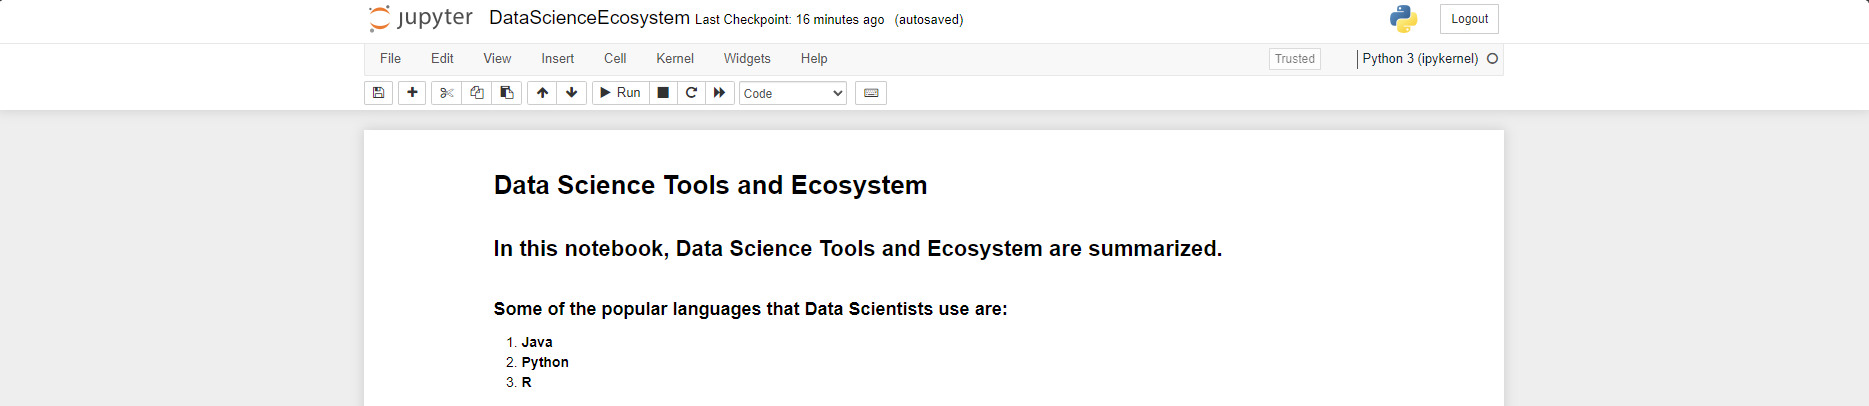 jupyter DataScienceEcosystem Last Checkpoint: 16 minutes ago (autosaved) Logout
File Edit View Insert Cell Kernel Widgets Help Trusted Python 3 (ipykernel)
Run Code
Data Science Tools and Ecosystem
In this notebook, Data Science Tools and Ecosystem are summarized.
Some of the popular languages that Data Scientists use are:
1. Java
2. Python
3. R